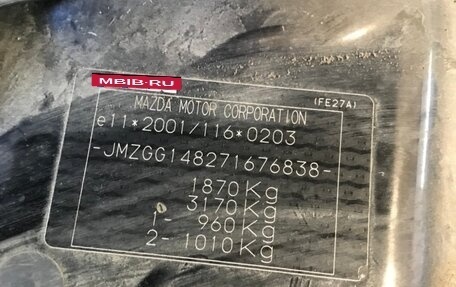 MBIB-RU
(FE27A)
MAZDA MOTOR CORPORATION
e11*2001/116*0203
-JMZGG148271676838-
1870Kg
3170Kg
1- 960Kg
2- 1010Kg